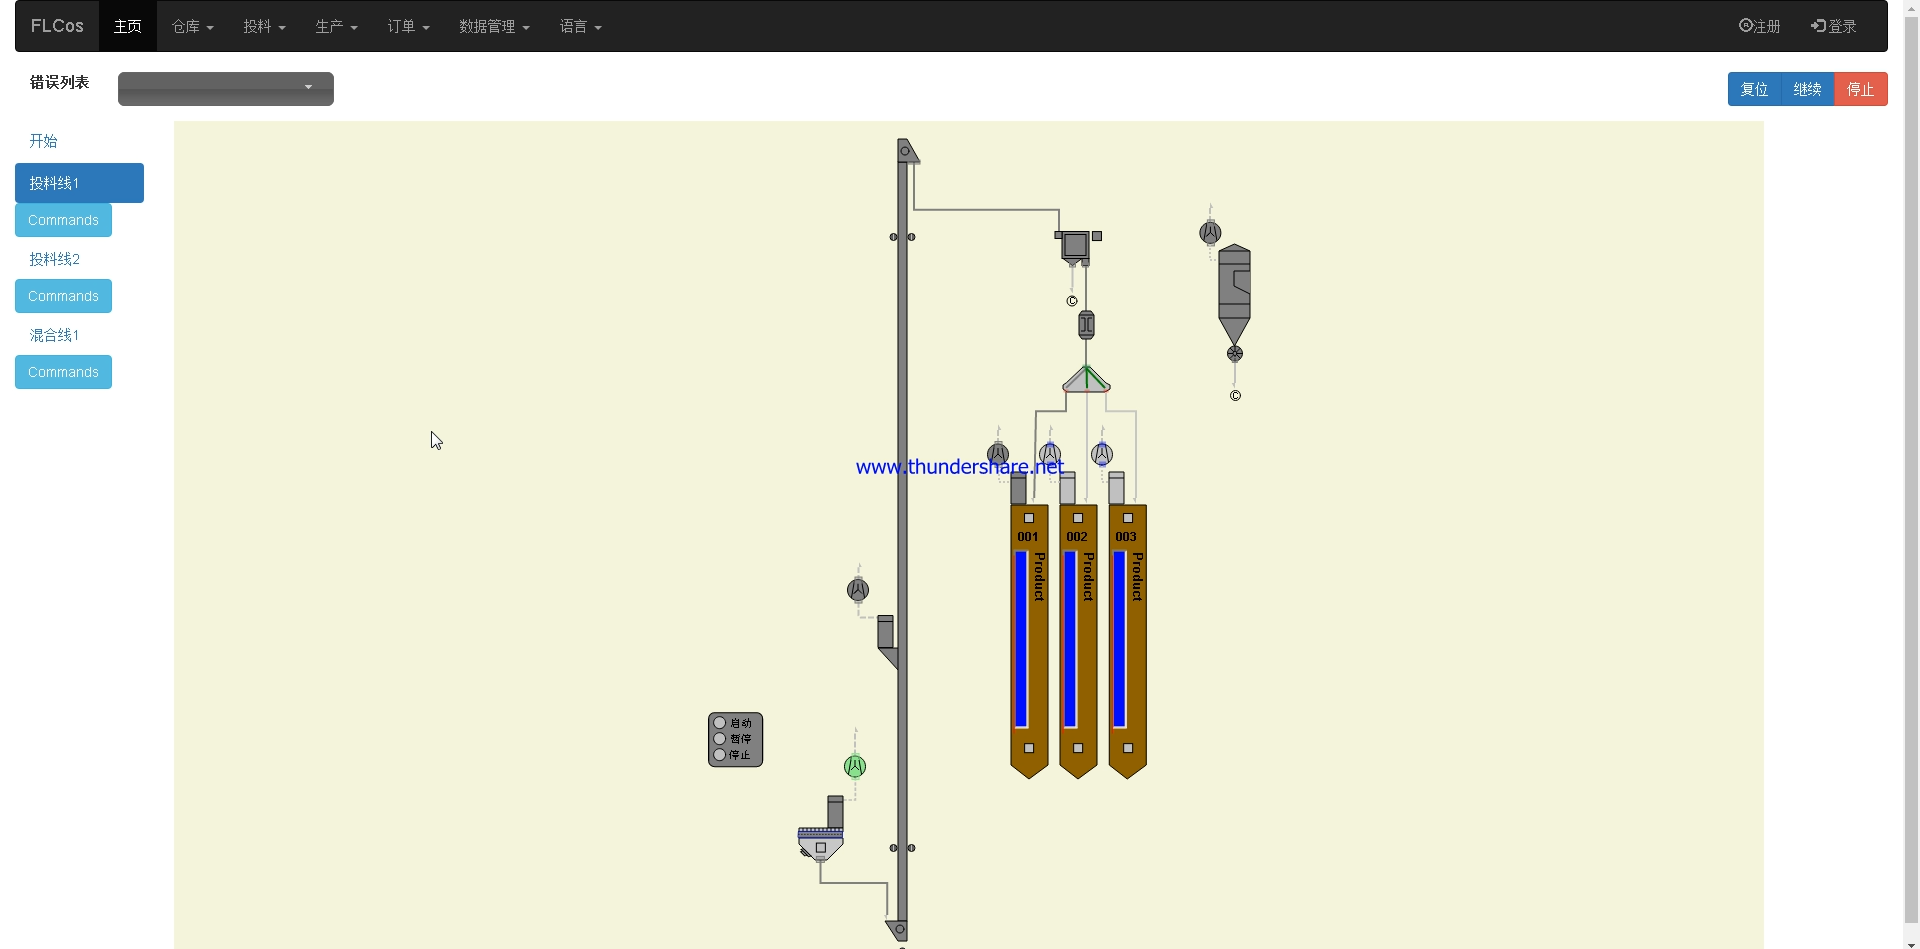 FLCos 主页 仓库 投料 生产 订单 数据管理 语言 ®注册 登录
错误列表 复位 继续 停止
开始
投料线1
Commands
投料线2
Commands
混合线1
Commands
©
©
www.thundershare.net
001 002 003
Product Product Product
启动
暂停
停止